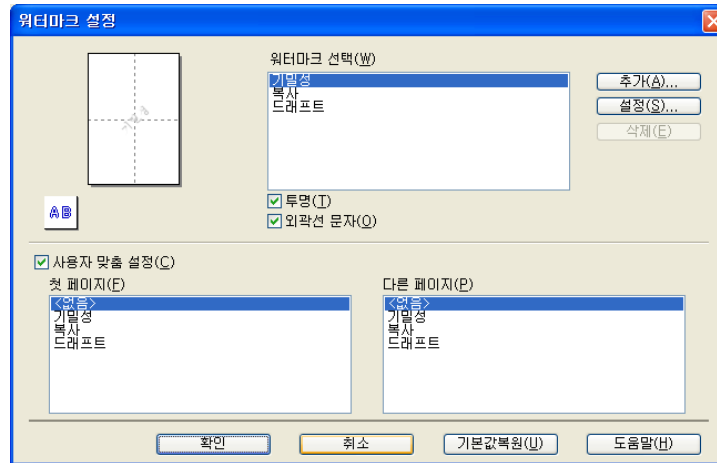 워터마크 설정
워터마크 선택(W)
기밀성
복사
드래프트
추가(A)...
설정(S)...
삭제(E)
기밀성
AB
투명(T)
외곽선 문자(O)
사용자 맞춤 설정(C)
첫 페이지(F)
<없음>
기밀성
복사
드래프트
다른 페이지(P)
<없음>
기밀성
복사
드래프트
확인
취소
기본값복원(U)
도움말(H)